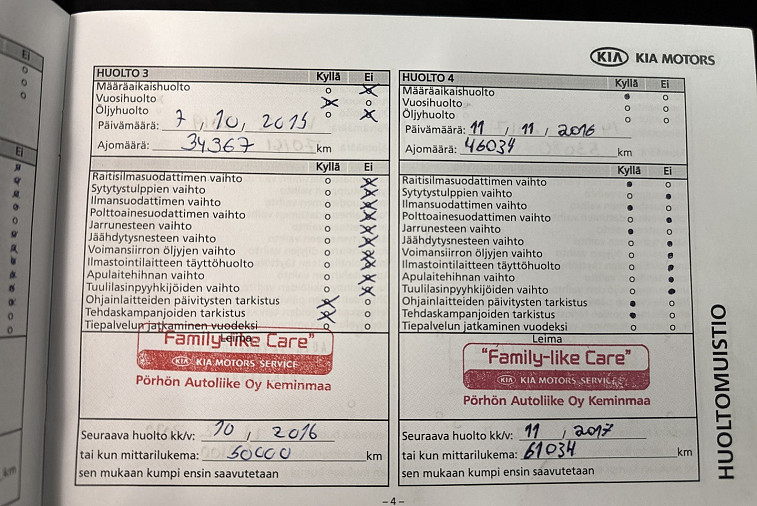 Ei
Ei
km
KIA KIA MOTORS
HUOLTO 3 Kyllä Ei
Määräaikaishuolto
Vuosihuolto
Öljyhuolto
Päivämäärä: 7 , 10 , 2015
Ajomäärä: 34367 km
Kyllä Ei
Raitisilmasuodattimen vaihto
Sytytystulppien vaihto
Ilmansuodattimen vaihto
Polttoainesuodattimen vaihto
Jarrunesteen vaihto
Jäähdytysnesteen vaihto
Voimansiirron öljyjen vaihto
Ilmastointilaitteen täyttöhuolto
Apulaitehihnan vaihto
Tuulilasinpyyhkijöiden vaihto
Ohjainlaitteiden päivitysten tarkistus
Tehdaskampanjoiden tarkistus
Tiepalvelun jatkaminen vuodeksi
Leima
"Family-like Care"
KIA KIA MOTORS SERVICE
Pörhön Autoliike Oy Keminmaa
Seuraava huolto kk/v: 10 , 2016
tai kun mittarilukema: 50000 km
sen mukaan kumpi ensin saavutetaan
HUOLTO 4 Kyllä Ei
Määräaikaishuolto
Vuosihuolto
Öljyhuolto
Päivämäärä: 11 , 11 , 2016
Ajomäärä: 46034 km
Kyllä Ei
Raitisilmasuodattimen vaihto
Sytytystulppien vaihto
Ilmansuodattimen vaihto
Polttoainesuodattimen vaihto
Jarrunesteen vaihto
Jäähdytysnesteen vaihto
Voimansiirron öljyjen vaihto
Ilmastointilaitteen täyttöhuolto
Apulaitehihnan vaihto
Tuulilasinpyyhkijöiden vaihto
Ohjainlaitteiden päivitysten tarkistus
Tehdaskampanjoiden tarkistus
Tiepalvelun jatkaminen vuodeksi
Leima
"Family-like Care"
KIA KIA MOTORS SERVICES
Pörhön Autoliike Oy Keminmaa
Seuraava huolto kk/v: 11 , 2017
tai kun mittarilukema: 61034 km
sen mukaan kumpi ensin saavutetaan
HUOLTOMUISTIO
– 4 –